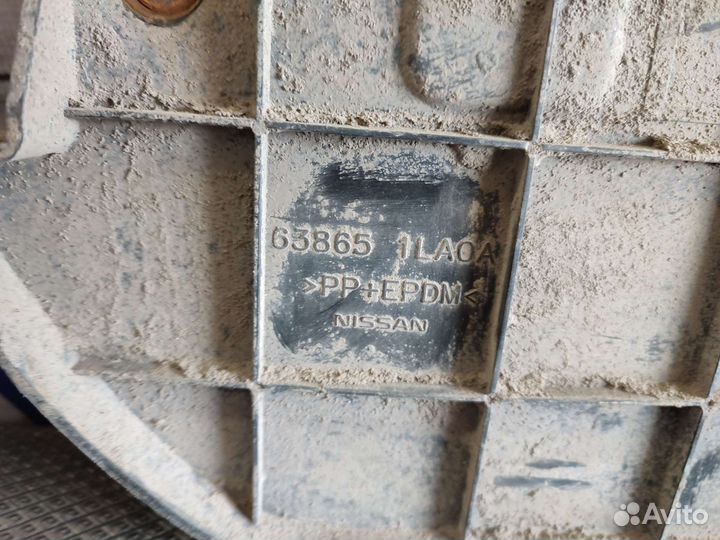 63865 1LA0A
>PP+EPDM<
NISSAN
Avito